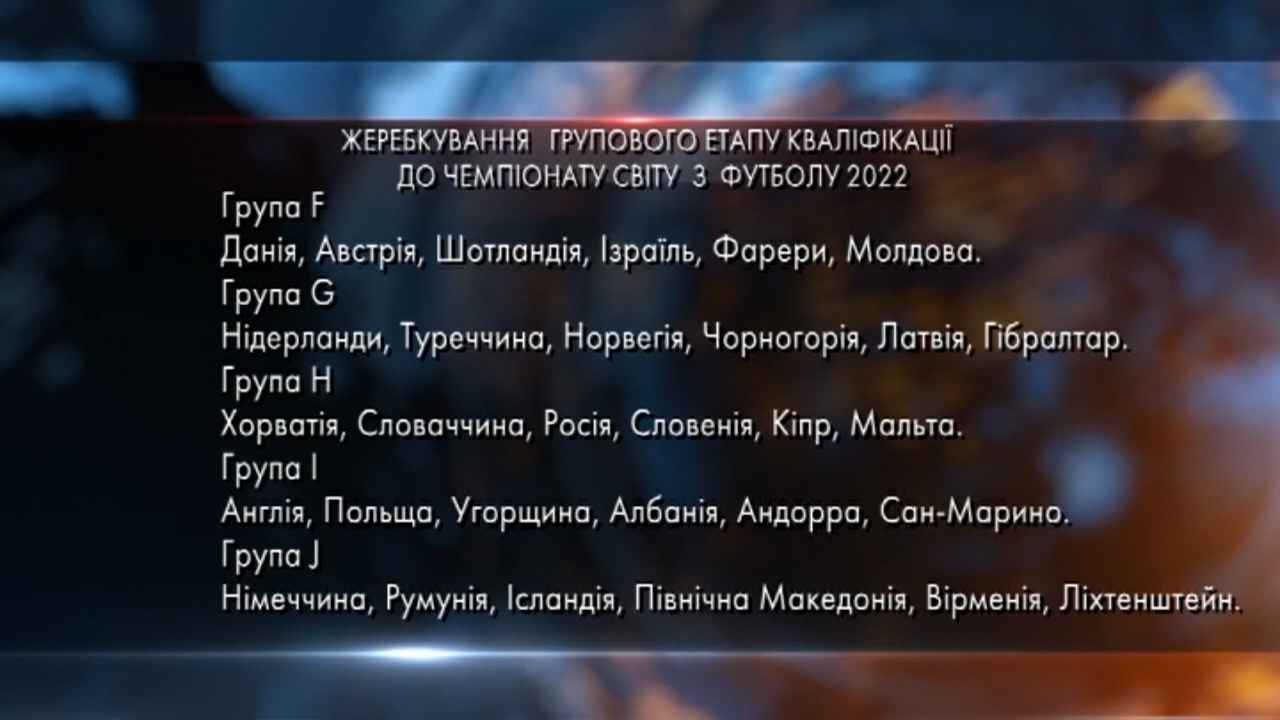 ЖЕРЕБКУВАННЯ ГРУПОВОГО ЕТАПУ КВАЛІФІКАЦІЇ
ДО ЧЕМПІОНАТУ СВІТУ З ФУТБОЛУ 2022
Група F
Данія, Австрія, Шотландія, Ізраїль, Фарери, Молдова.
Група G
Нідерланди, Туреччина, Норвегія, Чорногорія, Латвія, Гібралтар.
Група H
Хорватія, Словаччина, Росія, Словенія, Кіпр, Мальта.
Група I
Англія, Польща, Угорщина, Албанія, Андорра, Сан-Марино.
Група J
Німеччина, Румунія, Ісландія, Північна Македонія, Вірменія, Ліхтенштейн.